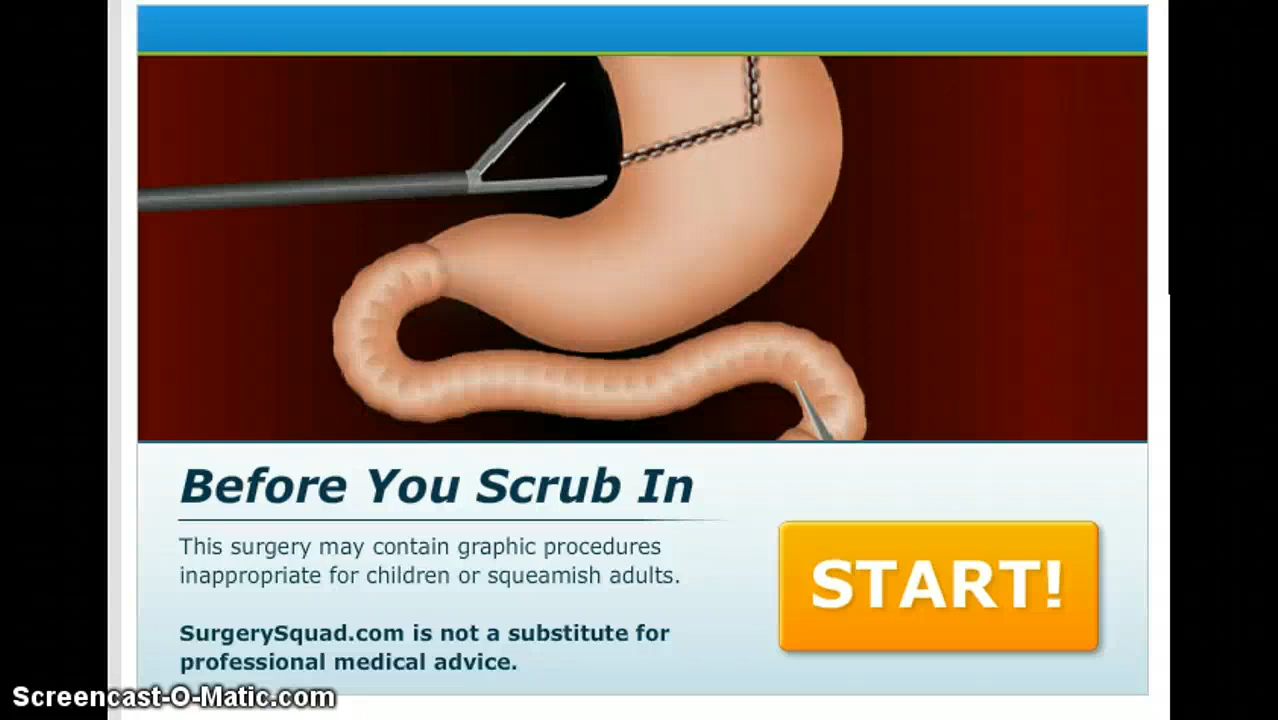 Before You Scrub In
This surgery may contain graphic procedures
inappropriate for children or squeamish adults.
START!
SurgerySquad.com is not a substitute for
professional medical advice.
Screencast-O-Matic.com